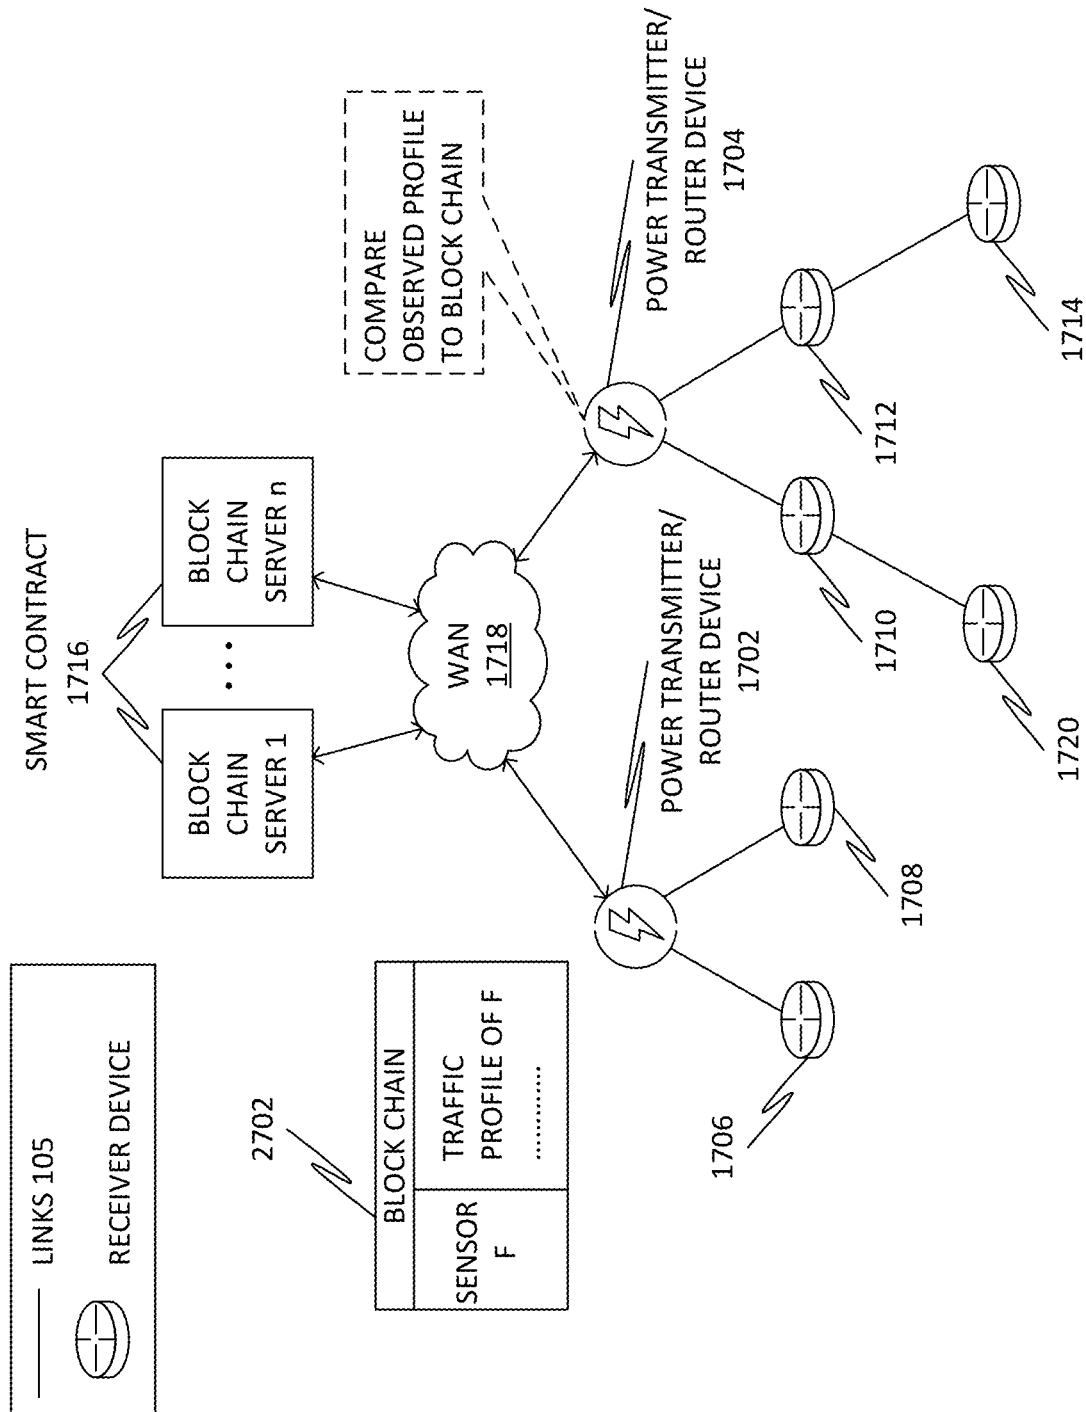 LINKS 105
RECEIVER DEVICE
SMART CONTRACT
1716
BLOCK
CHAIN
SERVER 1
...
BLOCK
CHAIN
SERVER n
2702
BLOCK CHAIN
SENSOR
F
TRAFFIC
PROFILE OF F
............
WAN
1718
COMPARE
OBSERVED PROFILE
TO BLOCK CHAIN
POWER TRANSMITTER/
ROUTER DEVICE
1702
POWER TRANSMITTER/
ROUTER DEVICE
1704
1706
1708
1710
1712
1720
1714